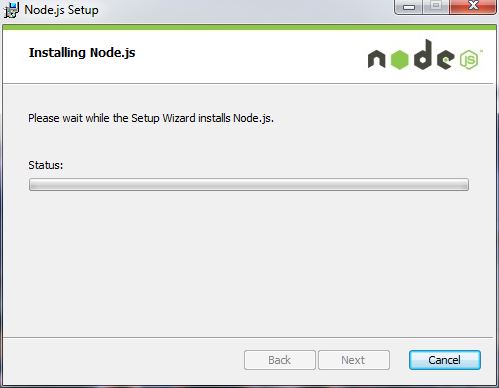 Node.js Setup
Installing Node.js
node JS™
Please wait while the Setup Wizard installs Node.js.
Status:
Back
Next
Cancel